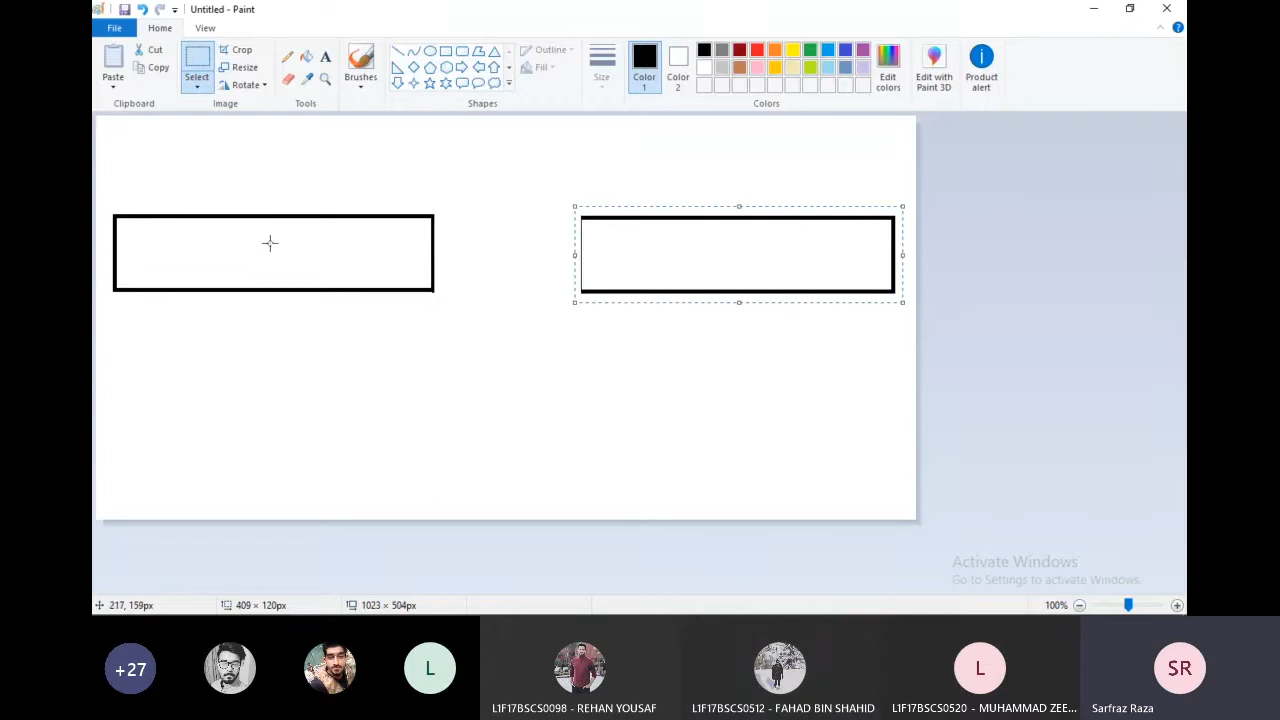 Untitled - Paint
File Home View
Paste
Cut
Copy
Clipboard
Select
Crop
Resize
Rotate
Image
A
Tools
Brushes
Shapes
Outline
Fill
Size
Color 1
Color 2
Colors
Edit colors
Edit with Paint 3D
Product alert
Activate Windows
Go to Settings to activate Windows.
217, 159px
409 × 120px
1023 × 504px
100%
+27
L
L
SR
L1F17BSCS0098 - REHAN YOUSAF
L1F17BSCS0512 - FAHAD BIN SHAHID
L1F17BSCS0520 - MUHAMMAD ZEE...
Sarfraz Raza